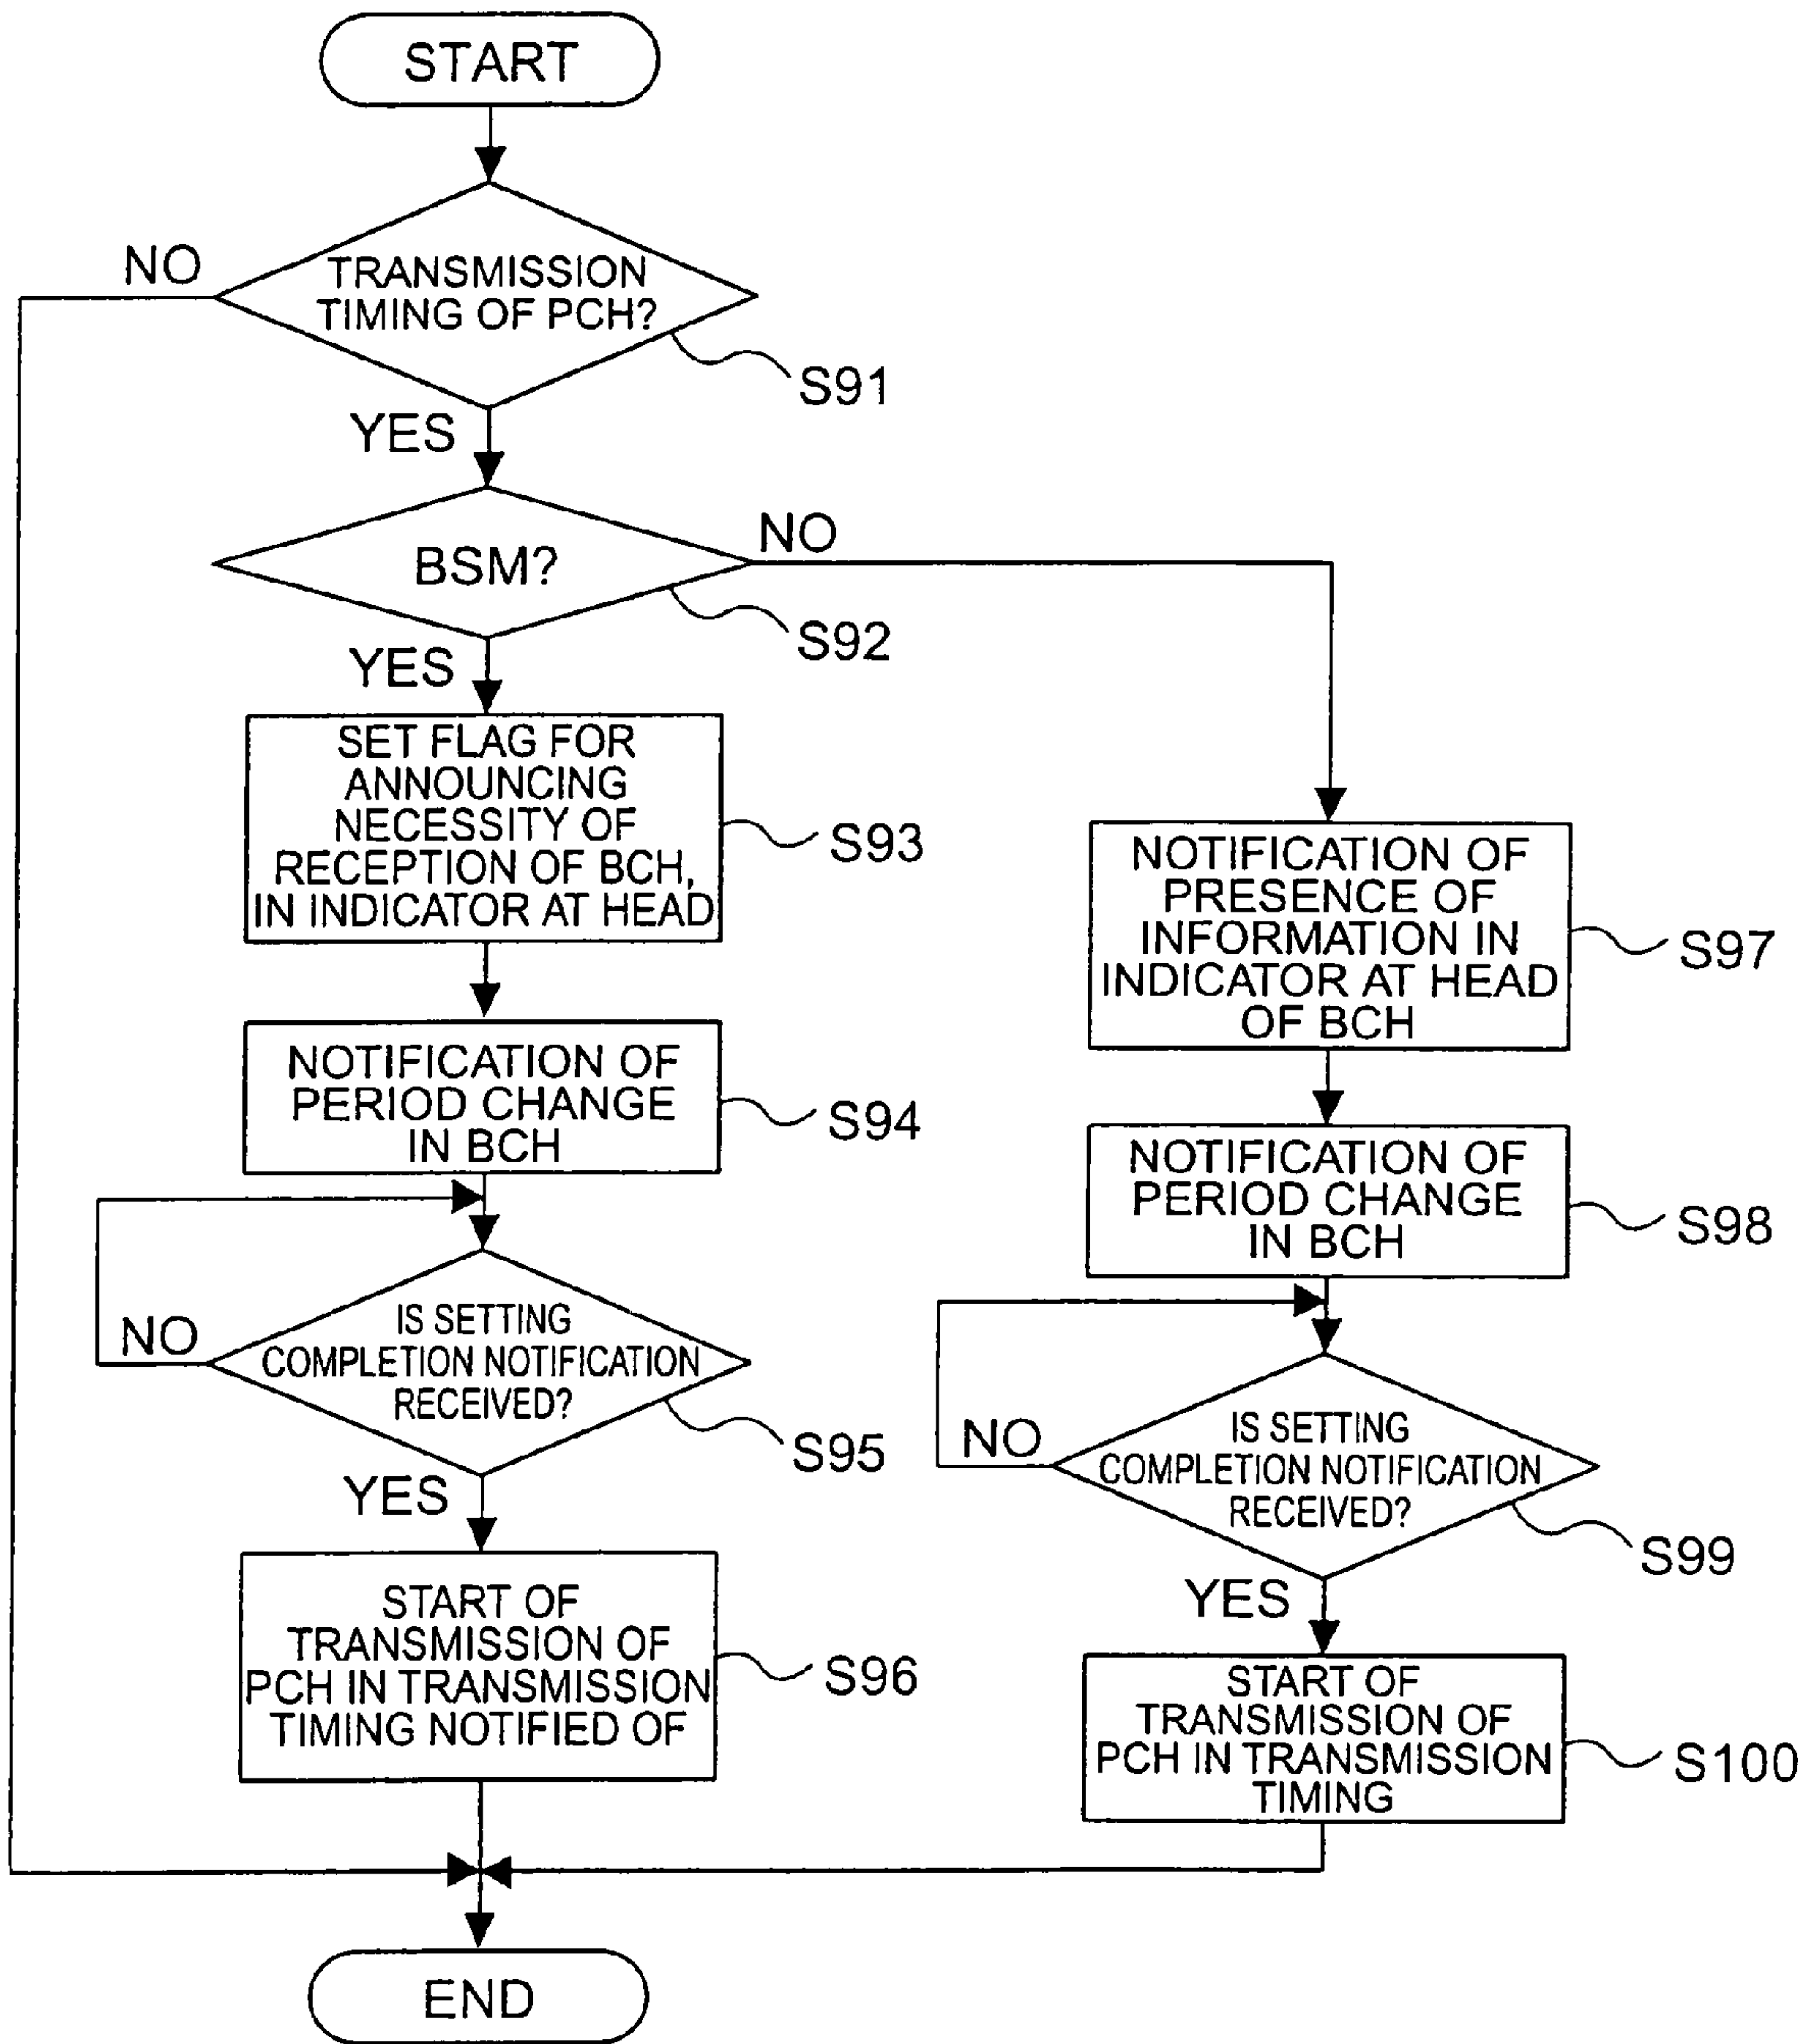 START
NO
TRANSMISSION
TIMING OF PCH?
S91
YES
BSM?
NO
S92
YES
SET FLAG FOR
ANNOUNCING
NECESSITY OF
RECEPTION OF BCH,
IN INDICATOR AT HEAD
S93
NOTIFICATION OF
PERIOD CHANGE
IN BCH
S94
NO
IS SETTING
COMPLETION NOTIFICATION
RECEIVED?
S95
YES
START OF
TRANSMISSION OF
PCH IN TRANSMISSION
TIMING NOTIFIED OF
S96
NOTIFICATION OF
PRESENCE OF
INFORMATION IN
INDICATOR AT HEAD
OF BCH
S97
NOTIFICATION OF
PERIOD CHANGE
IN BCH
S98
NO
IS SETTING
COMPLETION NOTIFICATION
RECEIVED?
S99
YES
START OF
TRANSMISSION OF
PCH IN TRANSMISSION
TIMING
S100
END